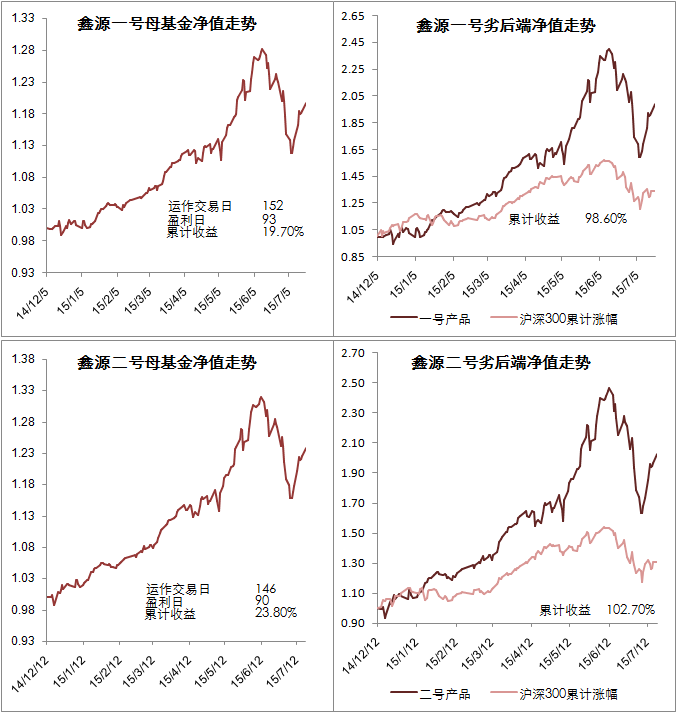 鑫源一号母基金净值走势
1.33
1.28
1.23
1.18
1.13
1.08
1.03
0.98
0.93
运作交易日 152
盈利日 93
累计收益 19.70%
14/12/5 15/1/5 15/2/5 15/3/5 15/4/5 15/5/5 15/6/5 15/7/5
鑫源一号劣后端净值走势
2.65
2.45
2.25
2.05
1.85
1.65
1.45
1.25
1.05
0.85
累计收益 98.60%
14/12/5 15/1/5 15/2/5 15/3/5 15/4/5 15/5/5 15/6/5 15/7/5
一号产品 沪深300累计涨幅
鑫源二号母基金净值走势
1.38
1.33
1.28
1.23
1.18
1.13
1.08
1.03
0.98
0.93
运作交易日 146
盈利日 90
累计收益 23.80%
14/12/12 15/1/12 15/2/12 15/3/12 15/4/12 15/5/12 15/6/12 15/7/12
鑫源二号劣后端净值走势
2.70
2.50
2.30
2.10
1.90
1.70
1.50
1.30
1.10
0.90
累计收益 102.70%
14/12/12 15/1/12 15/2/12 15/3/12 15/4/12 15/5/12 15/6/12 15/7/12
二号产品 沪深300累计涨幅